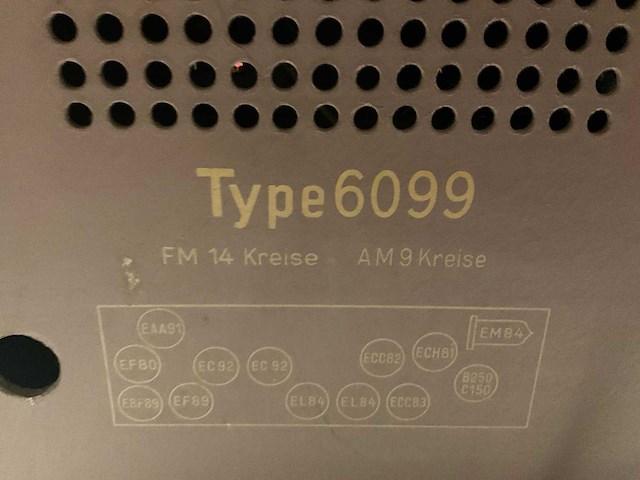 Type 6099
FM 14 Kreise AM 9 Kreise
EAA91
EM84
ECH81
ECC82
EF80
EC92
EC92
B250
C150
EBF89
EF89
EL84
EL84
ECC83